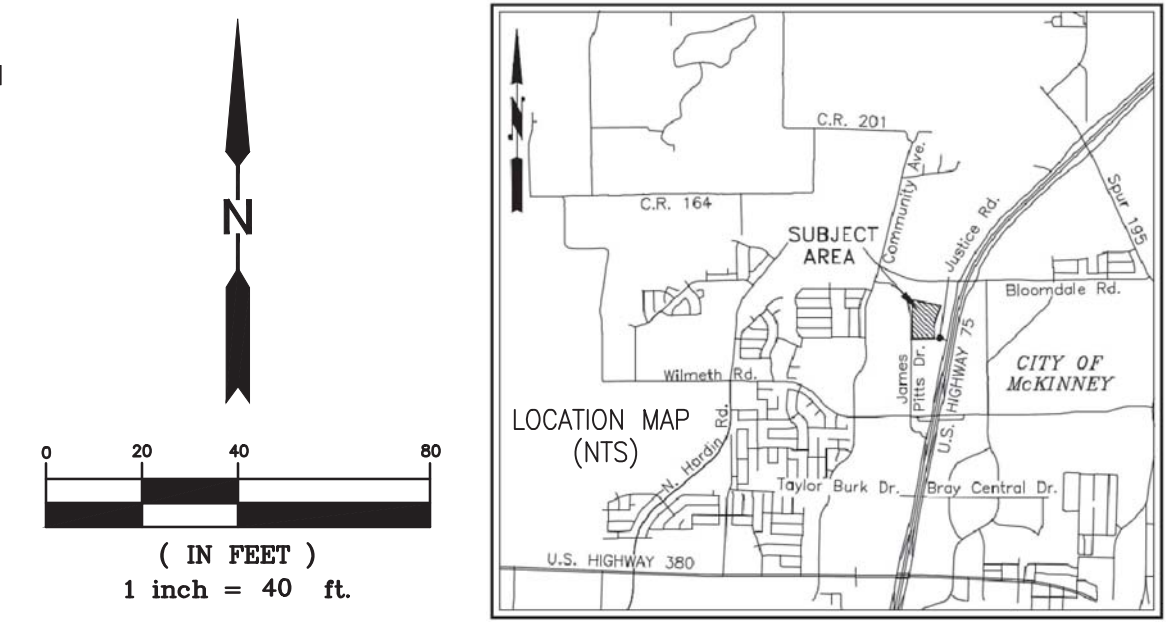 N
0 20 40 80
( IN FEET )
1 inch = 40 ft.
N
C.R. 201
Community Ave.
C.R. 164
Justice Rd.
Spur 195
SUBJECT
AREA
Bloomdale Rd.
James
Pitts Dr.
U.S. HIGHWAY 75
CITY OF
McKINNEY
Wilmeth Rd.
LOCATION MAP
(NTS)
N. Hardin Rd.
Taylor Burk Dr.
Bray Central Dr.
U.S. HIGHWAY 380